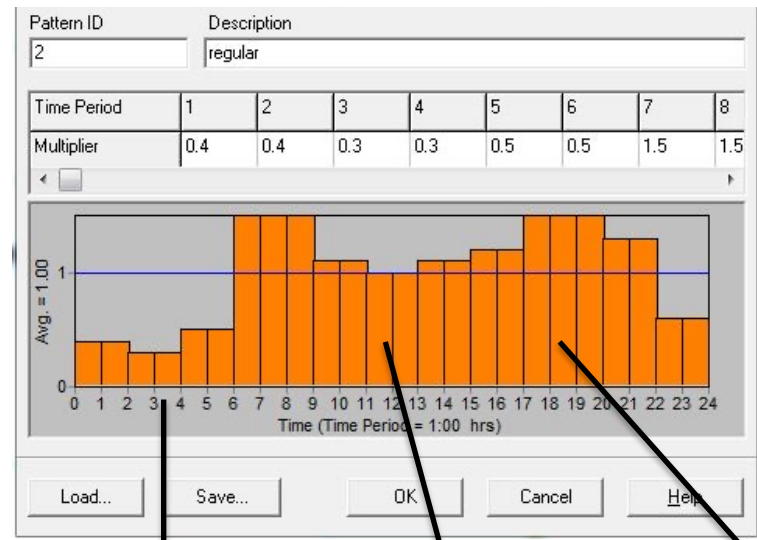 Pattern ID Description
2 regular
Time Period 1 2 3 4 5 6 7 8
Multiplier 0.4 0.4 0.3 0.3 0.5 0.5 1.5 1.5
Avg. = 1.00
1
0
0 1 2 3 4 5 6 7 8 9 10 11 12 13 14 15 16 17 18 19 20 21 22 23 24
Time (Time Period = 1:00 hrs)
Load... Save... OK Cancel Help